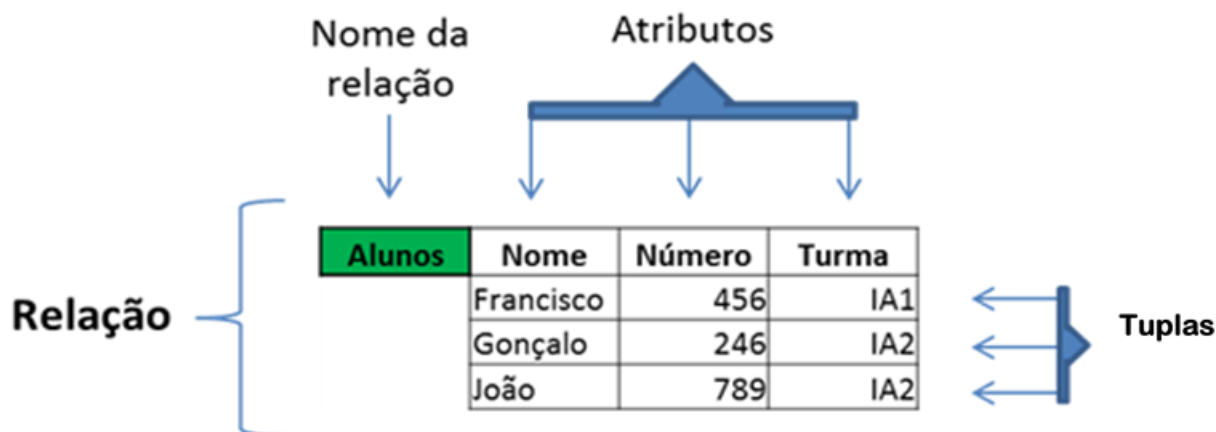 Nome da
relação
Atributos
Relação
Alunos Nome Número Turma
Francisco 456 IA1
Gonçalo 246 IA2
João 789 IA2
Tuplas